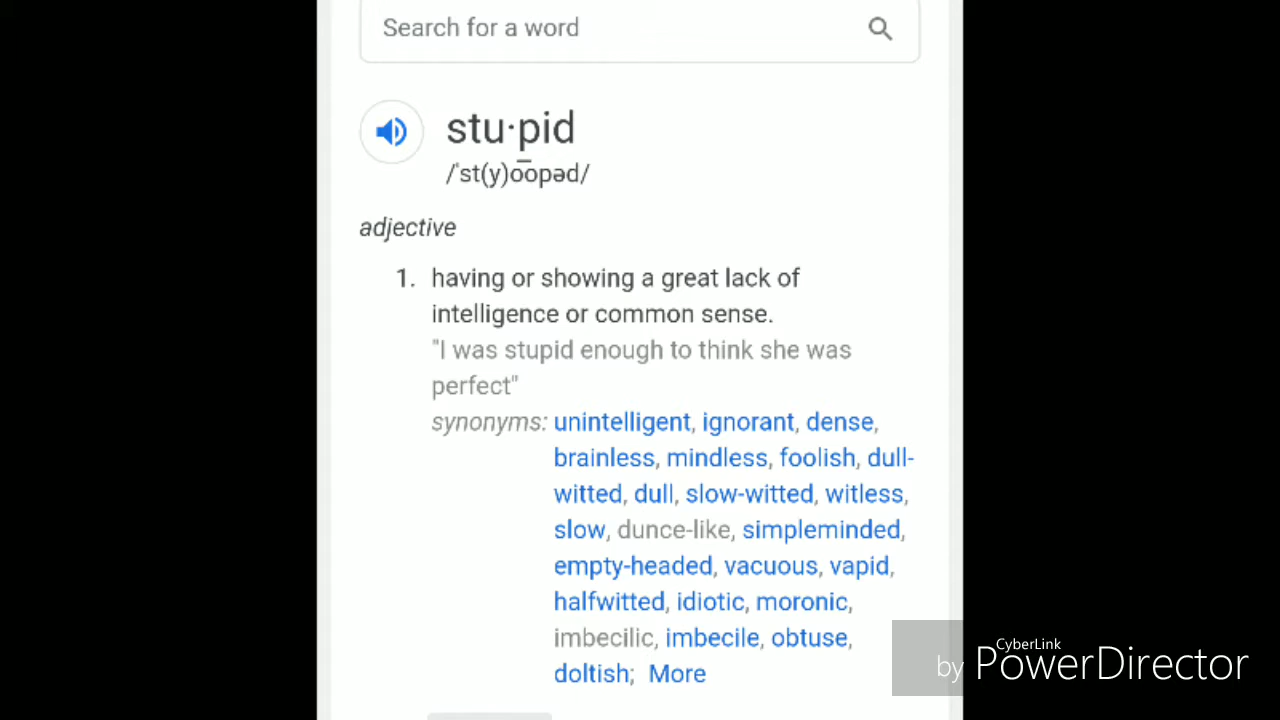 Search for a word
stu·pid
/ˈst(y)o͞opəd/
adjective
1. having or showing a great lack of
intelligence or common sense.
"I was stupid enough to think she was
perfect"
synonyms: unintelligent, ignorant, dense,
brainless, mindless, foolish, dull-
witted, dull, slow-witted, witless,
slow, dunce-like, simpleminded,
empty-headed, vacuous, vapid,
halfwitted, idiotic, moronic,
imbecilic, imbecile, obtuse,
doltish; More
CyberLink
by PowerDirector